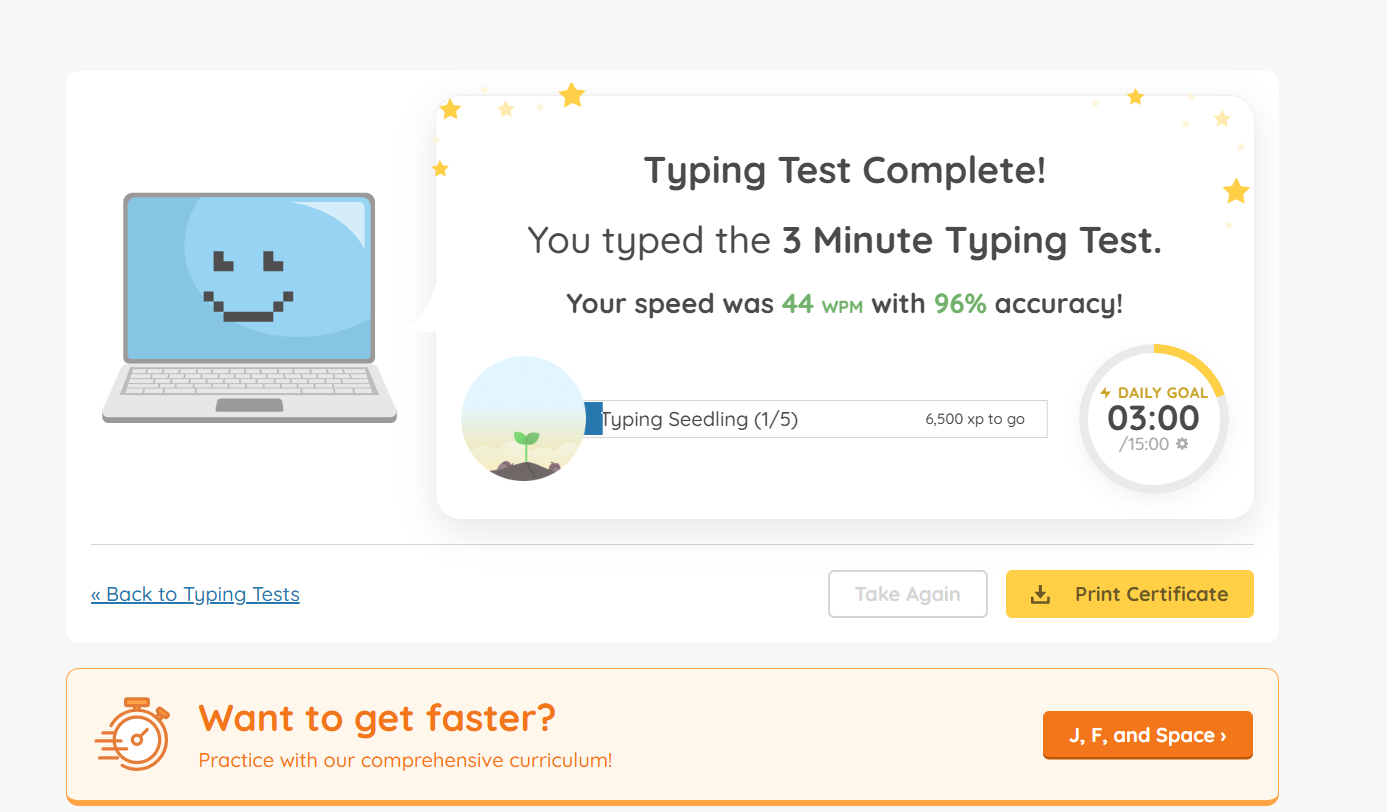 Typing Test Complete!
You typed the 3 Minute Typing Test.
Your speed was 44 WPM with 96% accuracy!
Typing Seedling (1/5) 6,500 xp to go
DAILY GOAL
03:00
/15:00
« Back to Typing Tests
Take Again
Print Certificate
Want to get faster?
Practice with our comprehensive curriculum!
J, F, and Space ›